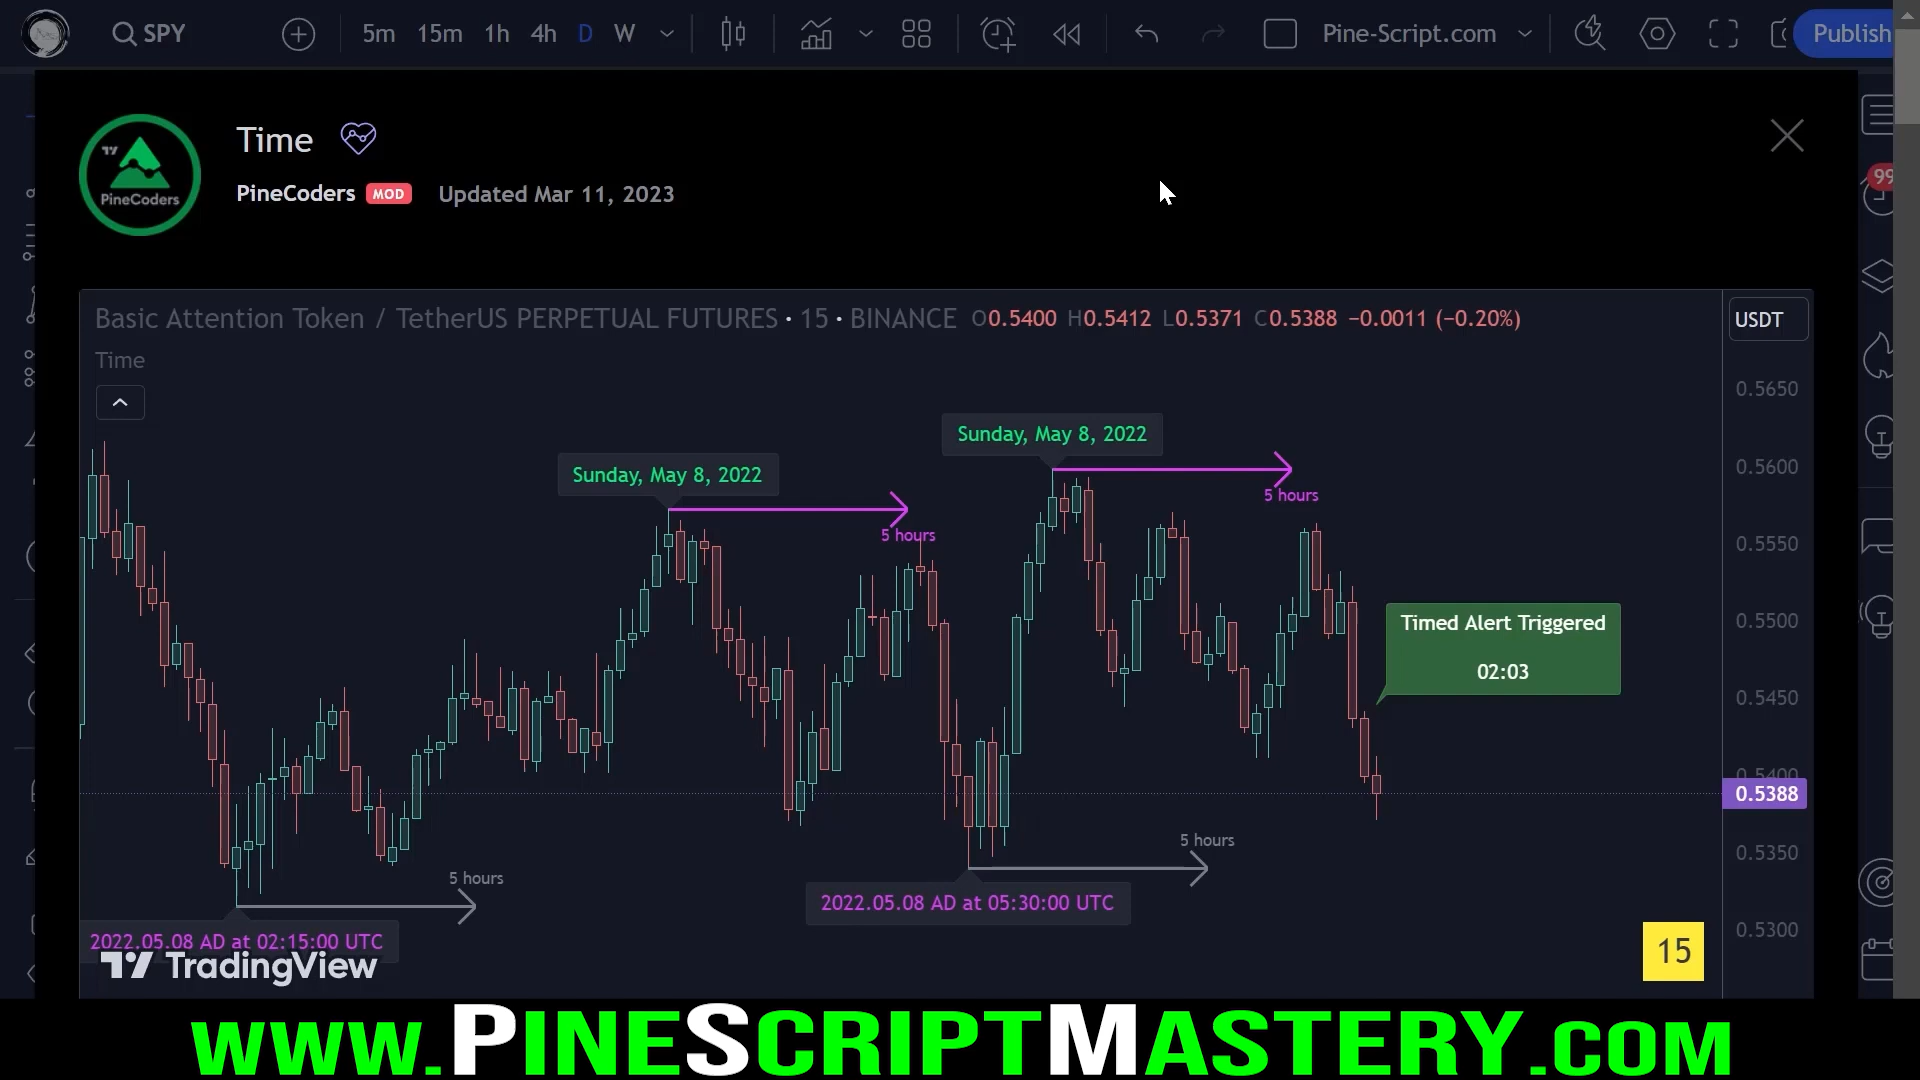 SPY 5m 15m 1h 4h D W Pine-Script.com Publish
Time
PineCoders MOD Updated Mar 11, 2023
PineCoders
99
Basic Attention Token / TetherUS PERPETUAL FUTURES · 15 · BINANCE O0.5400 H0.5412 L0.5371 C0.5388 −0.0011 (−0.20%)
USDT
Time
0.5650
Sunday, May 8, 2022
0.5600
Sunday, May 8, 2022
5 hours
5 hours
0.5550
Timed Alert Triggered
0.5500
02:03
0.5450
0.5400
0.5388
5 hours
0.5350
5 hours
2022.05.08 AD at 05:30:00 UTC
0.5300
2022.05.08 AD at 02:15:00 UTC
15
TradingView
www.PineScriptMastery.com